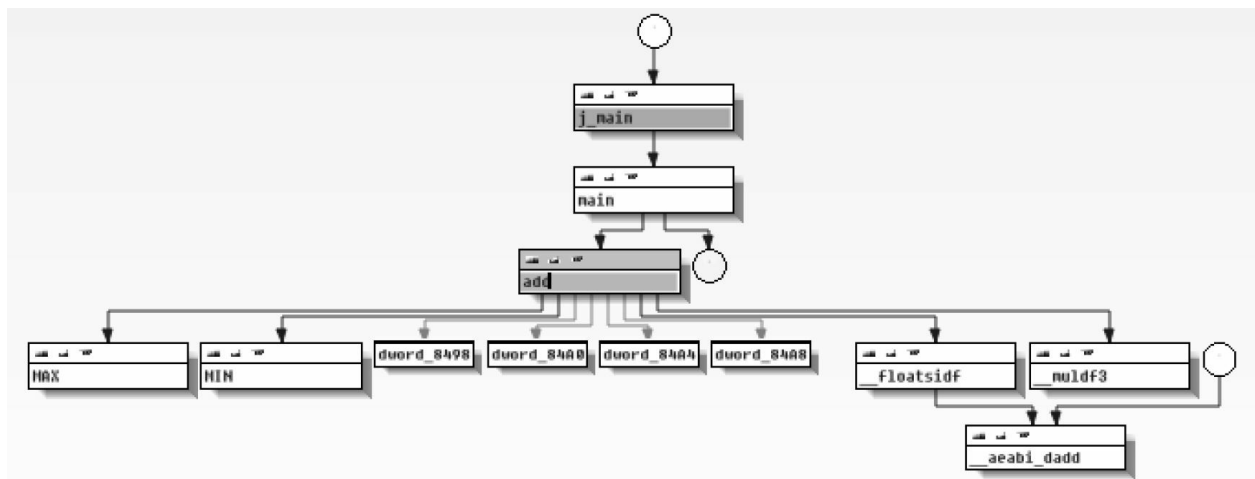 j_main
main
add
MAX
MIN
dword_8498
dword_84A0
dword_84A4
dword_84A8
__floatsidf
__muldf3
__aeabi_dadd